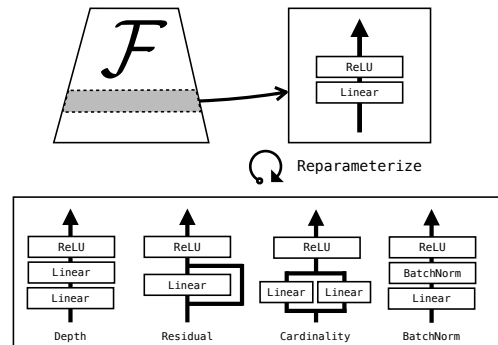 ℱ
ReLU
Linear
Reparameterize
ReLU
Linear
Linear
Depth
ReLU
Linear
Residual
ReLU
Linear Linear
Cardinality
ReLU
BatchNorm
Linear
BatchNorm